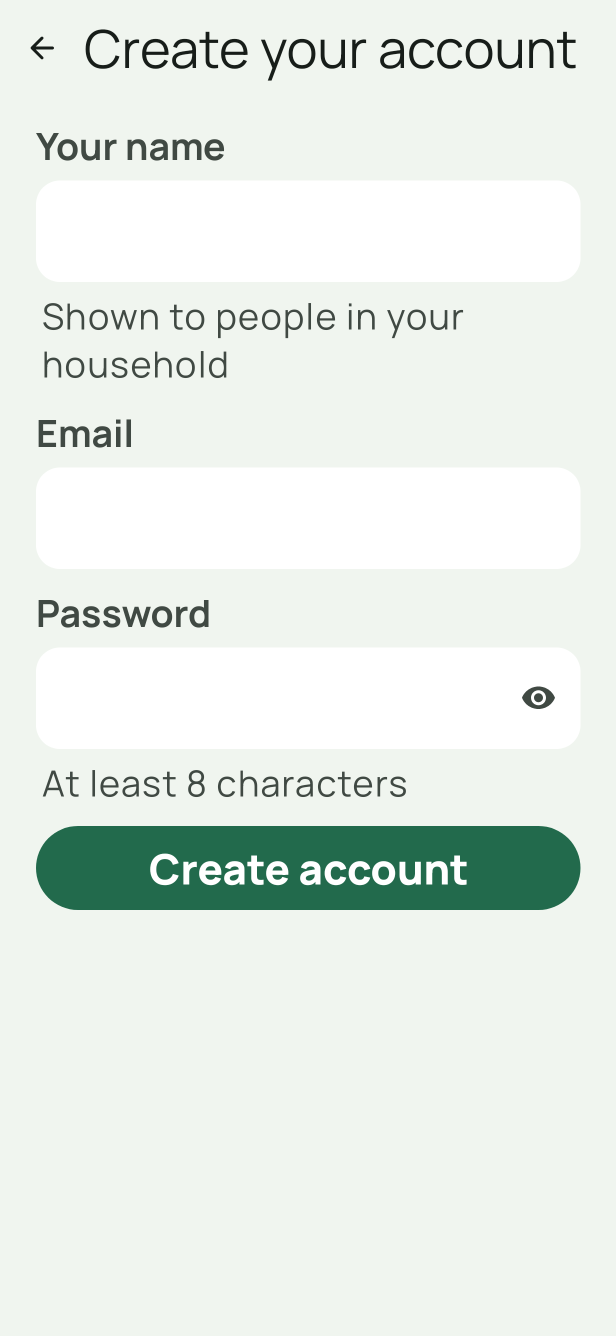 Create your account
Your name
Shown to people in your
household
Email
Password
At least 8 characters
Create account